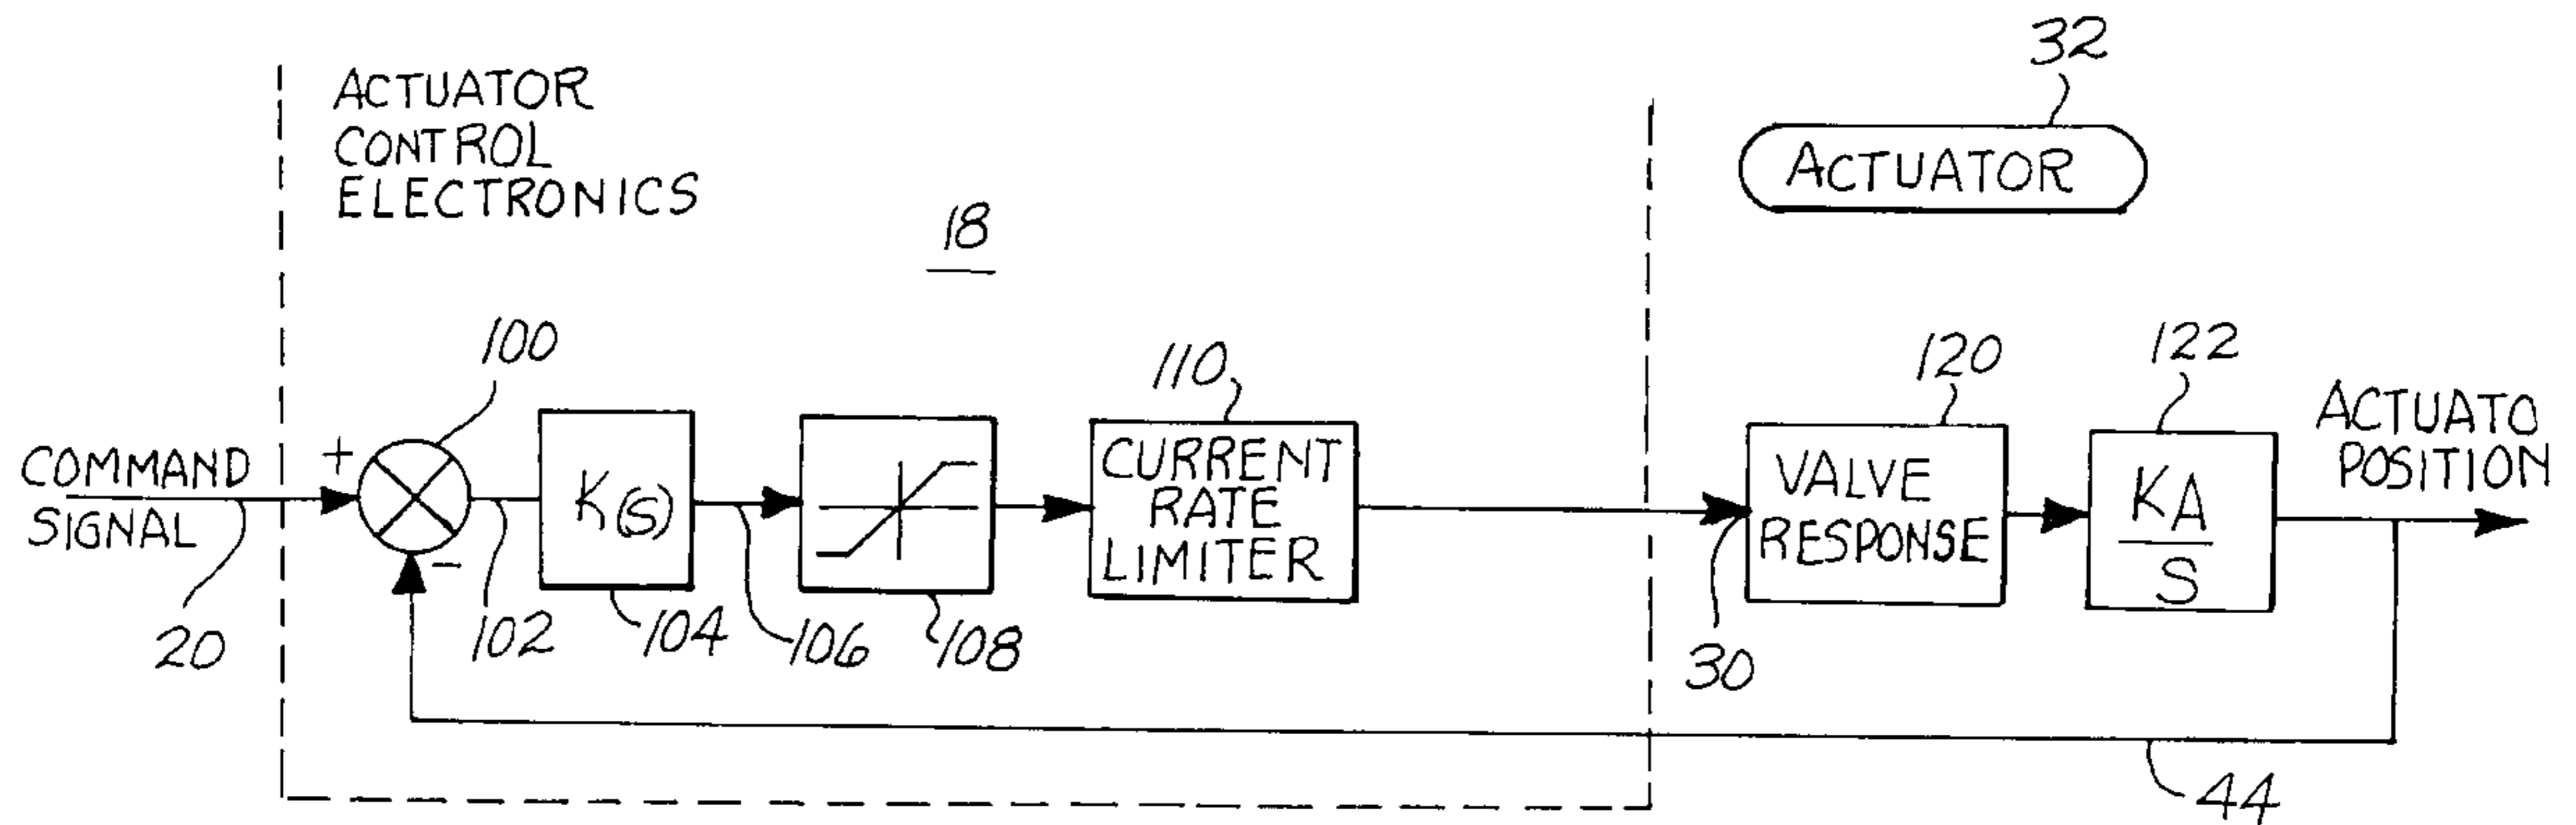 ACTUATOR
CONTROL
ELECTRONICS
18
32
ACTUATOR
COMMAND
SIGNAL
20
+
-
100
102
K(S)
104
106
108
110
CURRENT
RATE
LIMITER
30
120
VALVE
RESPONSE
122
KA
S
ACTUATO
POSITION
44